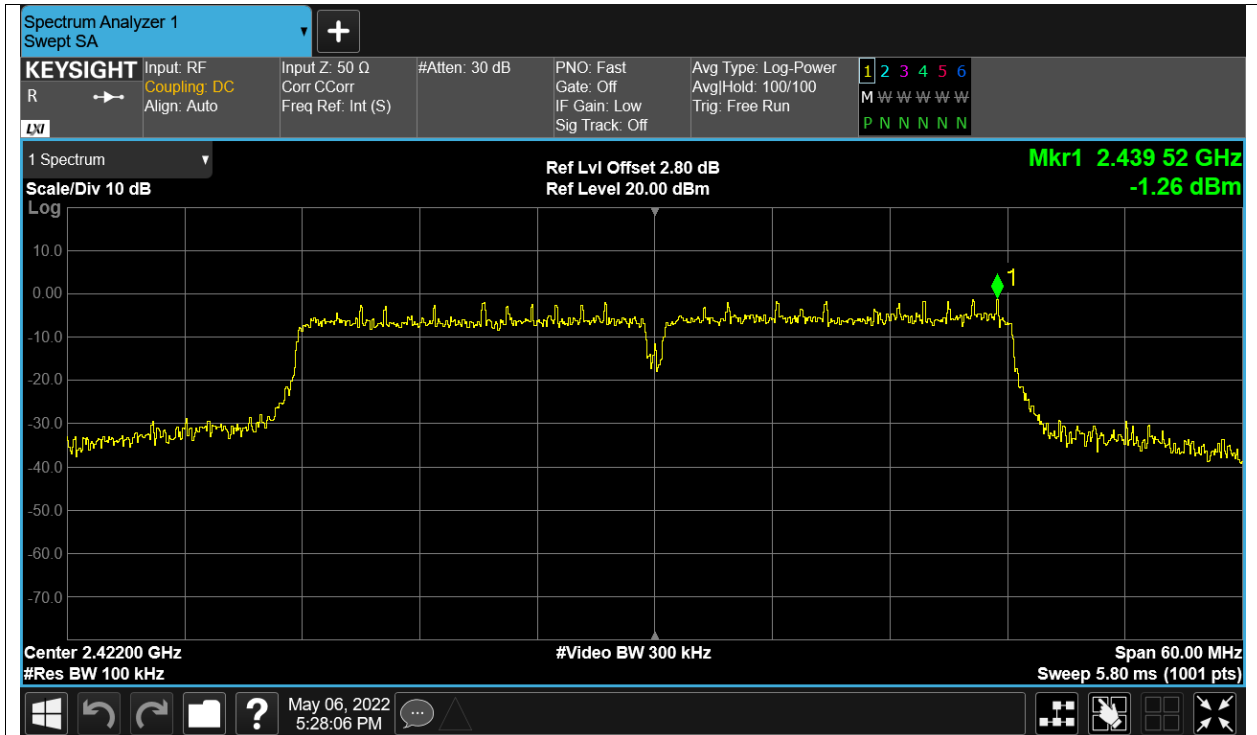 Spectrum Analyzer 1
Swept SA
KEYSIGHT
R
LXI
Input: RF
Coupling: DC
Align: Auto
Input Z: 50 Ω
Corr CCorr
Freq Ref: Int (S)
#Atten: 30 dB
PNO: Fast
Gate: Off
IF Gain: Low
Sig Track: Off
Avg Type: Log-Power
Avg|Hold: 100/100
Trig: Free Run
1 2 3 4 5 6
M W W W W W
P N N N N N
1 Spectrum
Scale/Div 10 dB
Log
Ref Lvl Offset 2.80 dB
Ref Level 20.00 dBm
Mkr1 2.439 52 GHz
-1.26 dBm
10.0
0.00
-10.0
-20.0
-30.0
-40.0
-50.0
-60.0
-70.0
1
Center 2.42200 GHz
#Res BW 100 kHz
#Video BW 300 kHz
Span 60.00 MHz
Sweep 5.80 ms (1001 pts)
?
May 06, 2022
5:28:06 PM